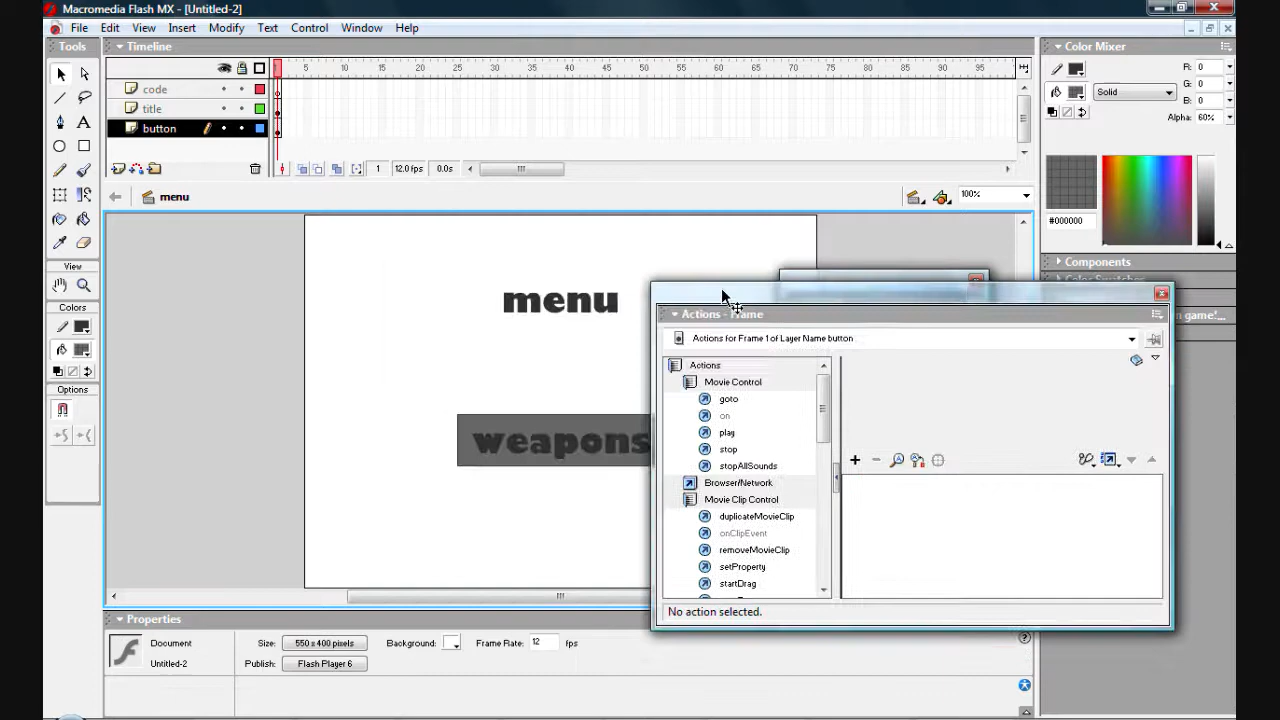 Macromedia Flash MX - [Untitled-2]
File Edit View Insert Modify Text Control Window Help
Tools
Timeline
Color Mixer
5 10 15 20 25 30 35 40 45 50 55 60 65 70 75 80 85 90 95
code
title
button
R: 0
G: 0
B: 0
Solid
Alpha: 60%
1 12.0 fps 0.0s
menu
100%
#000000
View
Colors
Options
Components
Color Swatches
menu
weapons
Actions - Frame
Actions for Frame 1 of Layer Name button
Actions
Movie Control
goto
on
play
stop
stopAllSounds
Browser/Network
Movie Clip Control
duplicateMovieClip
onClipEvent
removeMovieClip
setProperty
startDrag
No action selected.
n game'...
Properties
Document
Untitled-2
Size: 550 x 400 pixels
Background:
Frame Rate: 12 fps
Publish: Flash Player 6